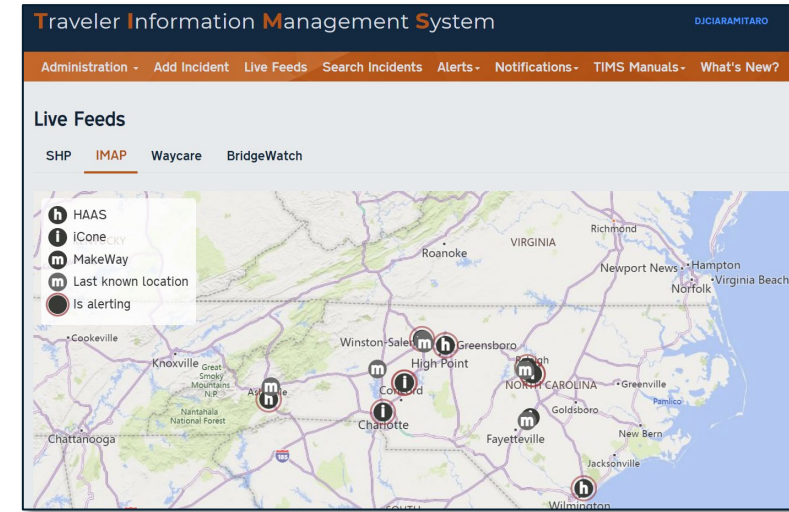 Traveler Information Management System
DJCIARAMITARO
Administration Add Incident Live Feeds Search Incidents Alerts Notifications TIMS Manuals What's New?
Live Feeds
SHP IMAP Waycare BridgeWatch
h HAAS
i iCone
m MakeWay
m Last known location
Is alerting
Richmond
Roanoke
VIRGINIA
Newport News
Hampton
Norfolk
Virginia Beach
Cookeville
Winston-Salem
m
h
Greensboro
Knoxville
Great
Smoky
Mountains
N.P.
High Point
m
m
NORTH CAROLINA
Greenville
m
h
i
Concord
Pamlico
Nantahala
National Forest
i
Charlotte
Goldsboro
m
New Bern
Chattanooga
Fayetteville
185
Jacksonville
h
Wilmington
SOUTH